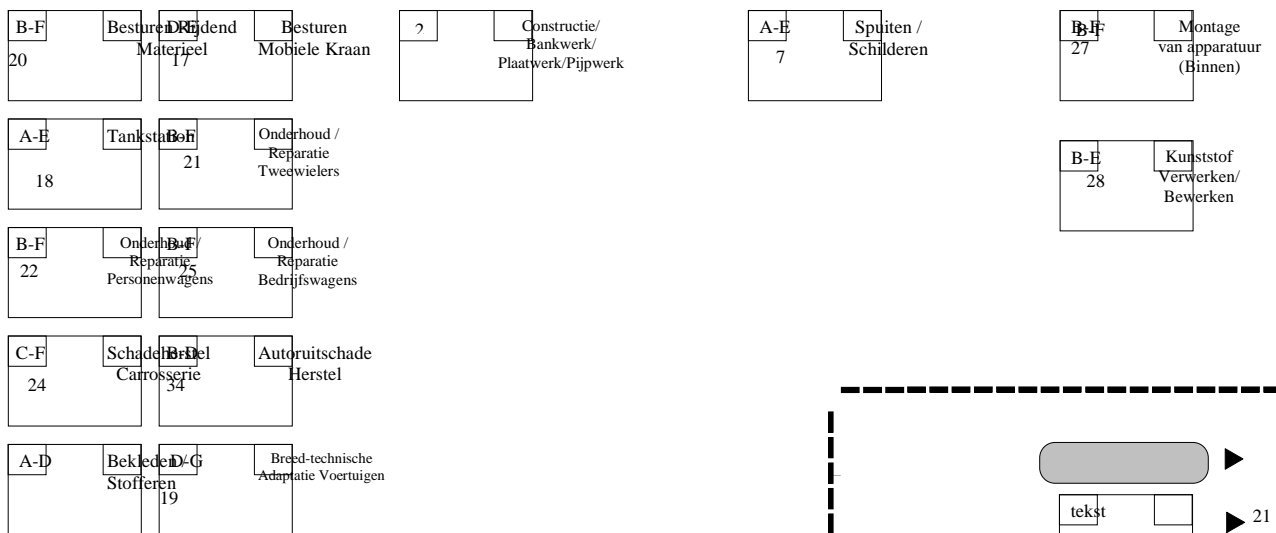 B-F
Besturen Rijdend
Materieel
20
D-E
Besturen
Mobiele Kraan
17
2
Constructie/
Bankwerk/
Plaatwerk/Pijpwerk
A-E
Spuiten /
Schilderen
7
B-F
B-F
Montage
van apparatuur
(Binnen)
27
A-E
Tankstation
18
B-F
Onderhoud /
Reparatie
Tweewielers
21
B-E
Kunststof
Verwerken/
Bewerken
28
B-F
Onderhoud /
Reparatie
Personenwagens
22
B-F
Onderhoud /
Reparatie
Bedrijfswagens
25
C-F
Schadeherstel
Carrosserie
24
B-D
Autoruitschade
Herstel
34
A-D
Bekleden /
Stofferen
D-G
Breed-technische
Adaptatie Voertuigen
19
tekst
21